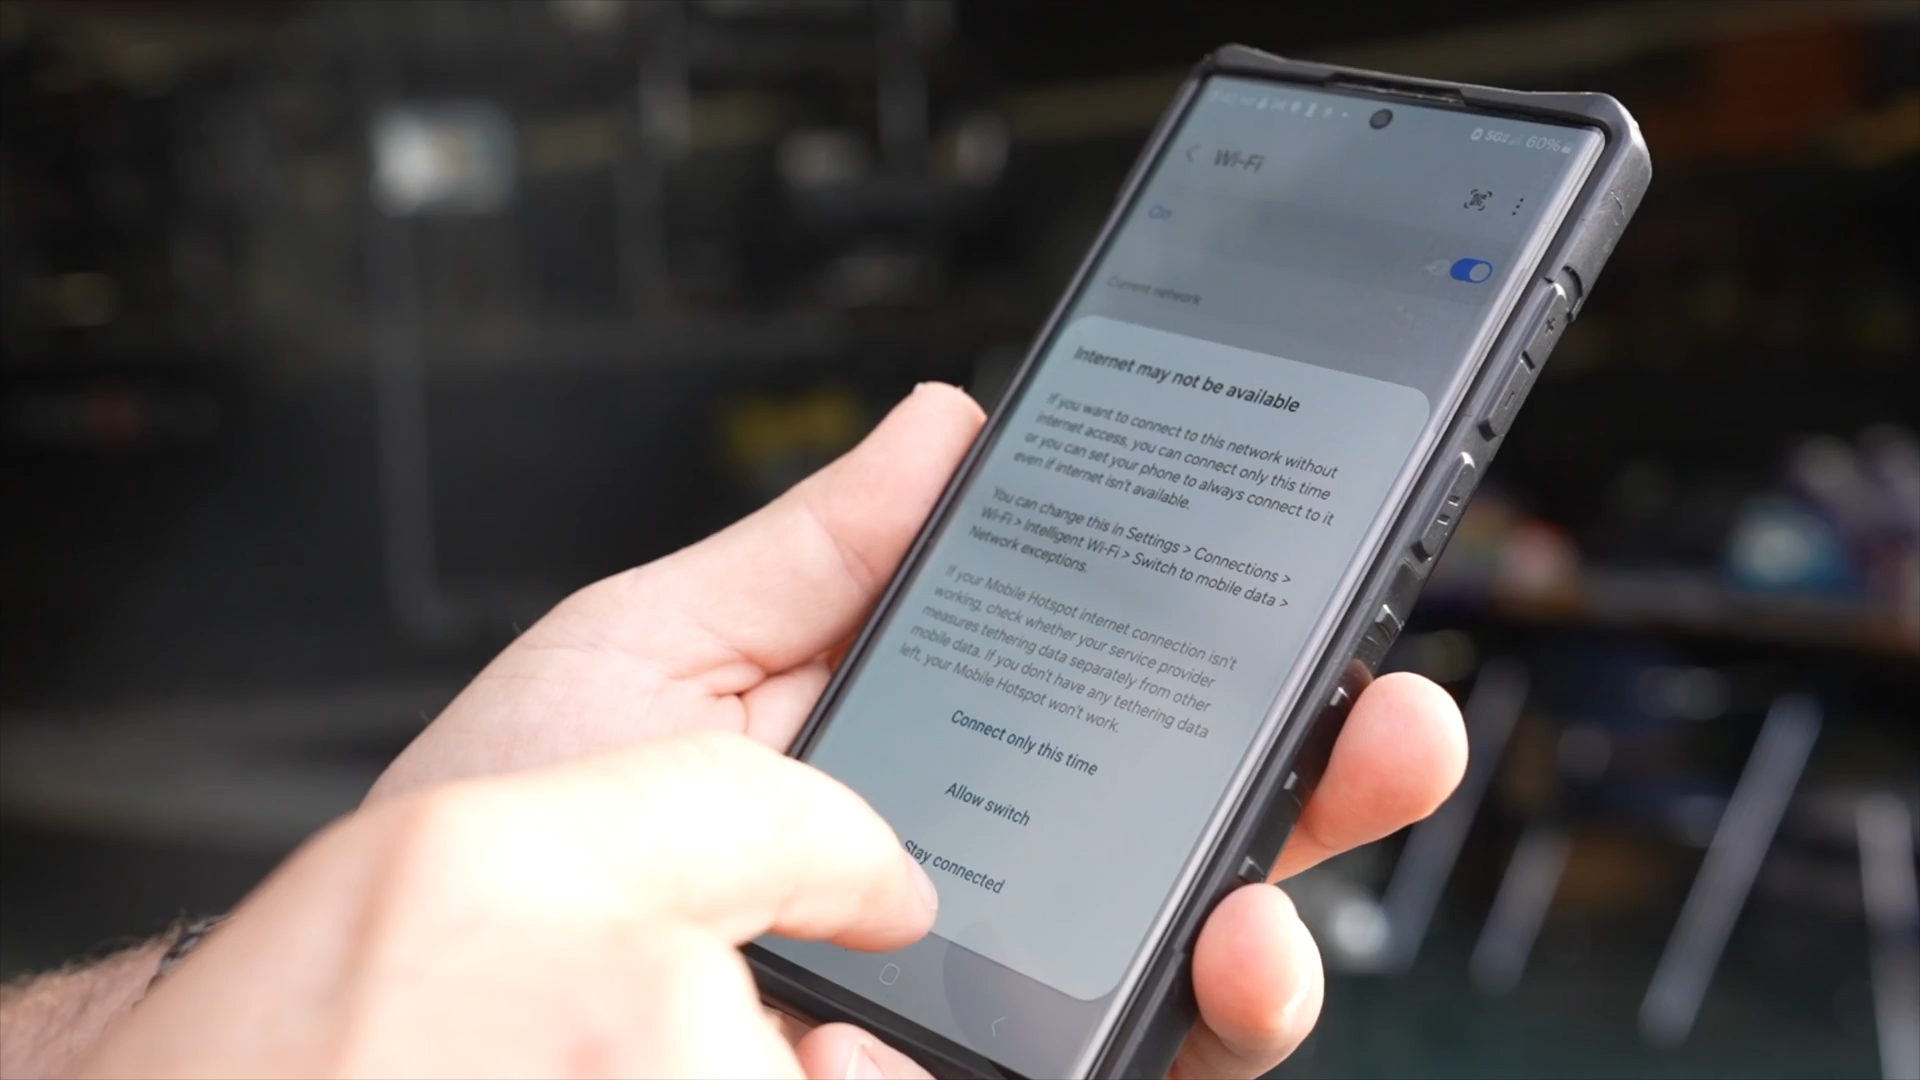 5G 60%
Wi-Fi
On
Current network
Internet may not be available
If you want to connect to this network without
internet access, you can connect only this time
or you can set your phone to always connect to it
even if internet isn't available.
You can change this in Settings > Connections >
Wi-Fi > Intelligent Wi-Fi > Switch to mobile data >
Network exceptions.
If your Mobile Hotspot internet connection isn't
working, check whether your service provider
measures tethering data separately from other
mobile data. If you don't have any tethering data
left, your Mobile Hotspot won't work.
Connect only this time
Allow switch
Stay connected